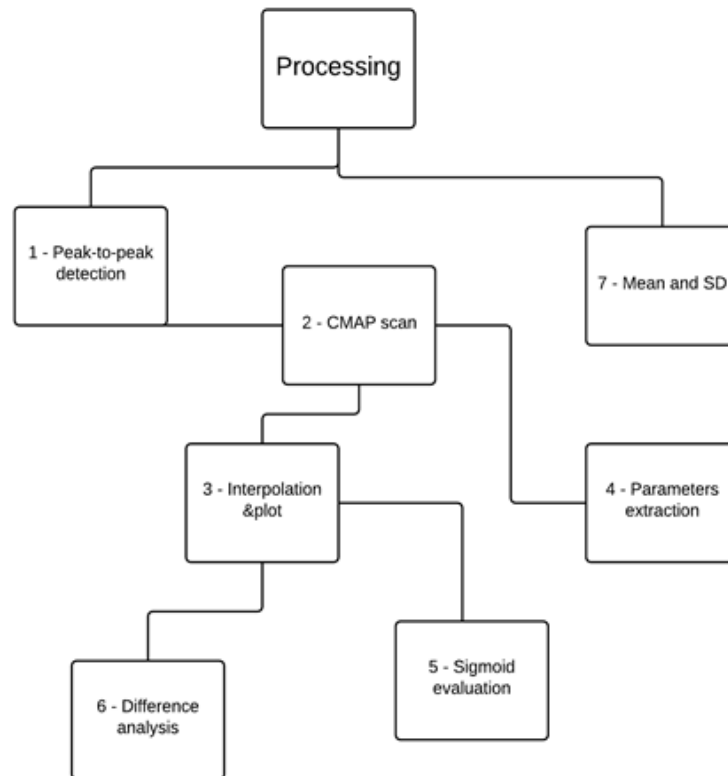 Processing
1 - Peak-to-peak
detection
2 - CMAP scan
7 - Mean and SD
3 - Interpolation
&plot
4 - Parameters
extraction
5 - Sigmoid
evaluation
6 - Difference
analysis